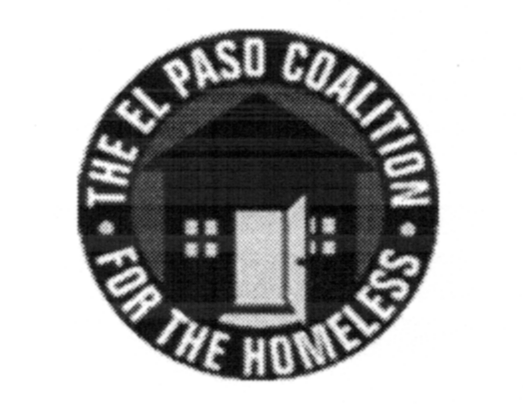 THE EL PASO COALITION
FOR THE HOMELESS